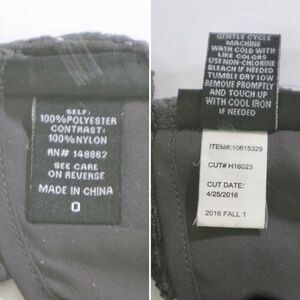 SELF:
100%POLYESTER
CONTRAST:
100%NYLON
RN# 148862
SEE CARE
ON REVERSE
MADE IN CHINA
0
GENTLE CYCLE
MACHINE
WASH COLD WITH
LIKE COLORS
USE NON-CHLORINE
BLEACH IF NEEDED
TUMBLE DRY LOW
REMOVE PROMPTLY
AND TOUCH UP
WITH COOL IRON
IF NEEDED
ITEM#:10615329
CUT# H16023
CUT DATE:
4/25/2016
2016 FALL 1